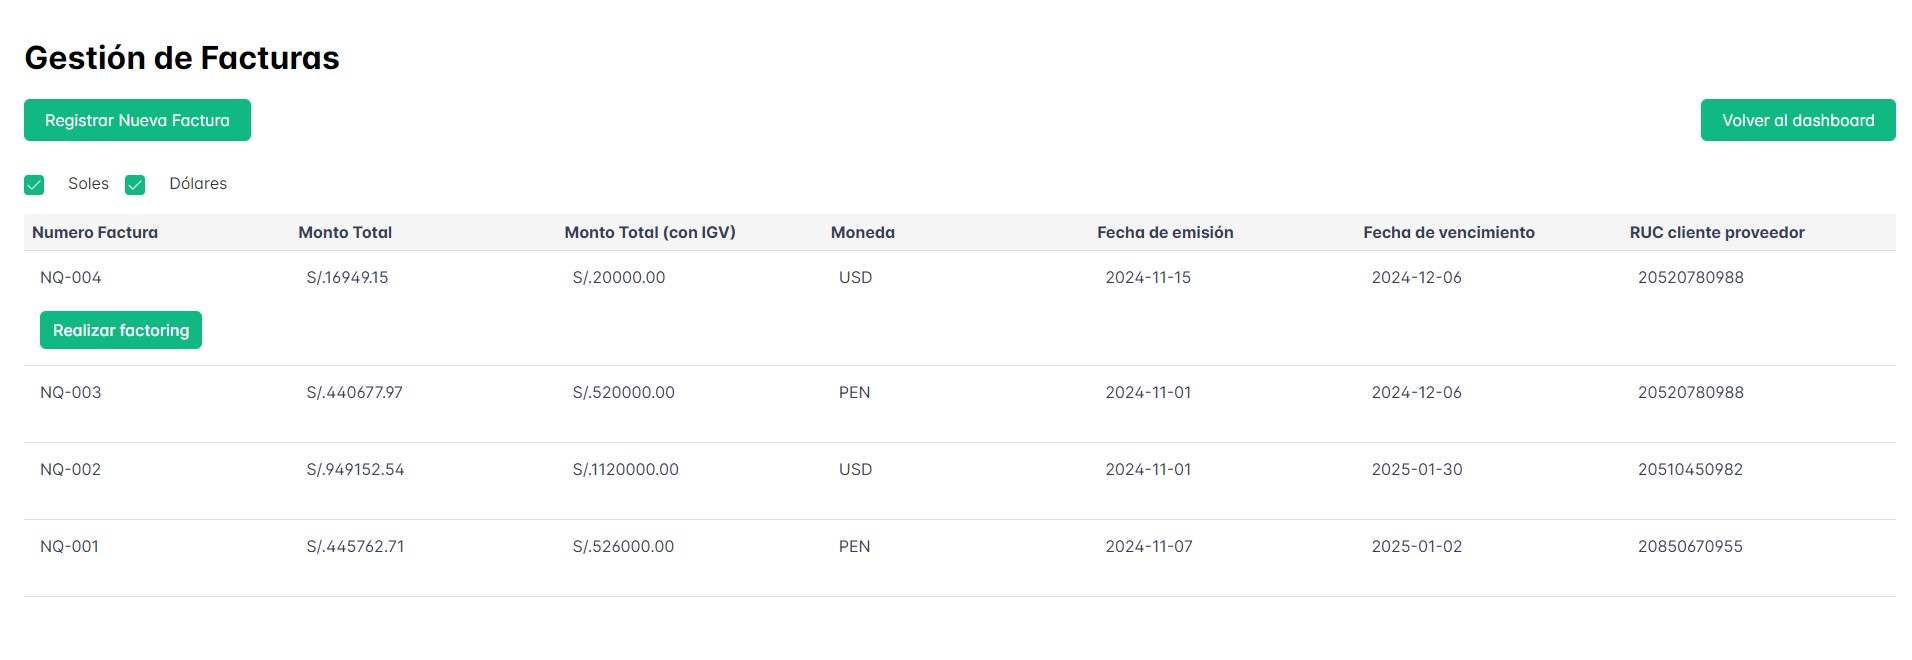 Gestión de Facturas
Registrar Nueva Factura Volver al dashboard
Soles Dólares
Numero Factura Monto Total Monto Total (con IGV) Moneda Fecha de emisión Fecha de vencimiento RUC cliente proveedor
NQ-004 S/.16949.15 S/.20000.00 USD 2024-11-15 2024-12-06 20520780988
Realizar factoring
NQ-003 S/.440677.97 S/.520000.00 PEN 2024-11-01 2024-12-06 20520780988
NQ-002 S/.949152.54 S/.1120000.00 USD 2024-11-01 2025-01-30 20510450982
NQ-001 S/.445762.71 S/.526000.00 PEN 2024-11-07 2025-01-02 20850670955